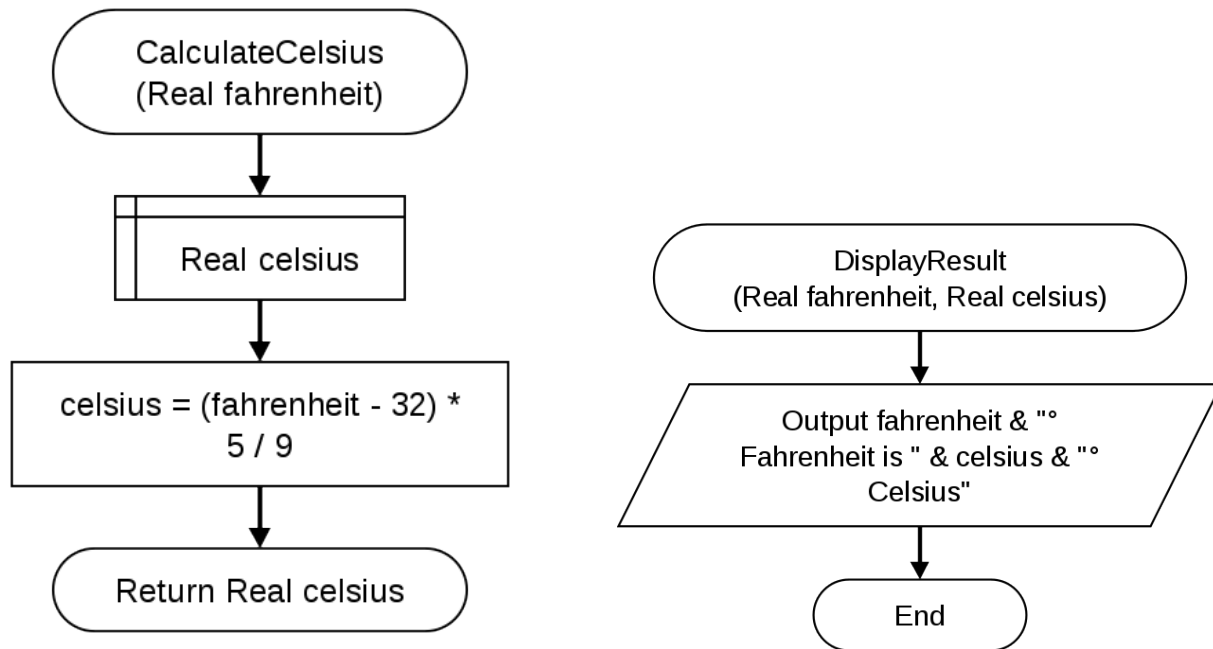 CalculateCelsius
(Real fahrenheit)
Real celsius
celsius = (fahrenheit - 32) *
5 / 9
Return Real celsius
DisplayResult
(Real fahrenheit, Real celsius)
Output fahrenheit & "°
Fahrenheit is " & celsius & "°
Celsius"
End